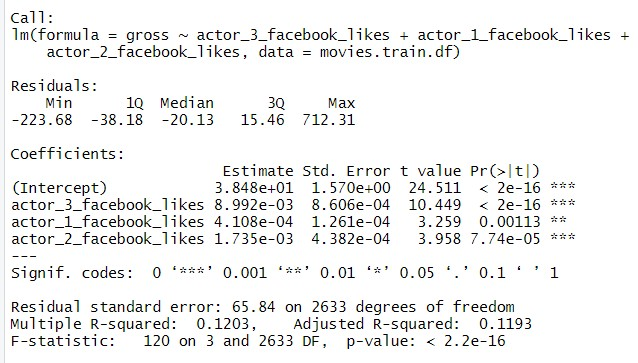 Call:
lm(formula = gross ~ actor_3_facebook_likes + actor_1_facebook_likes +
    actor_2_facebook_likes, data = movies.train.df)

Residuals:
    Min      1Q  Median      3Q     Max
-223.68  -38.18  -20.13   15.46  712.31

Coefficients:
                        Estimate Std. Error t value Pr(>|t|)
(Intercept)            3.848e+01  1.570e+00  24.511  < 2e-16 ***
actor_3_facebook_likes 8.992e-03  8.606e-04  10.449  < 2e-16 ***
actor_1_facebook_likes 4.108e-04  1.261e-04   3.259  0.00113 **
actor_2_facebook_likes 1.735e-03  4.382e-04   3.958 7.74e-05 ***
---
Signif. codes:  0 ‘***’ 0.001 ‘**’ 0.01 ‘*’ 0.05 ‘.’ 0.1 ‘ ’ 1

Residual standard error: 65.84 on 2633 degrees of freedom
Multiple R-squared:  0.1203,    Adjusted R-squared:  0.1193
F-statistic:   120 on 3 and 2633 DF,  p-value: < 2.2e-16